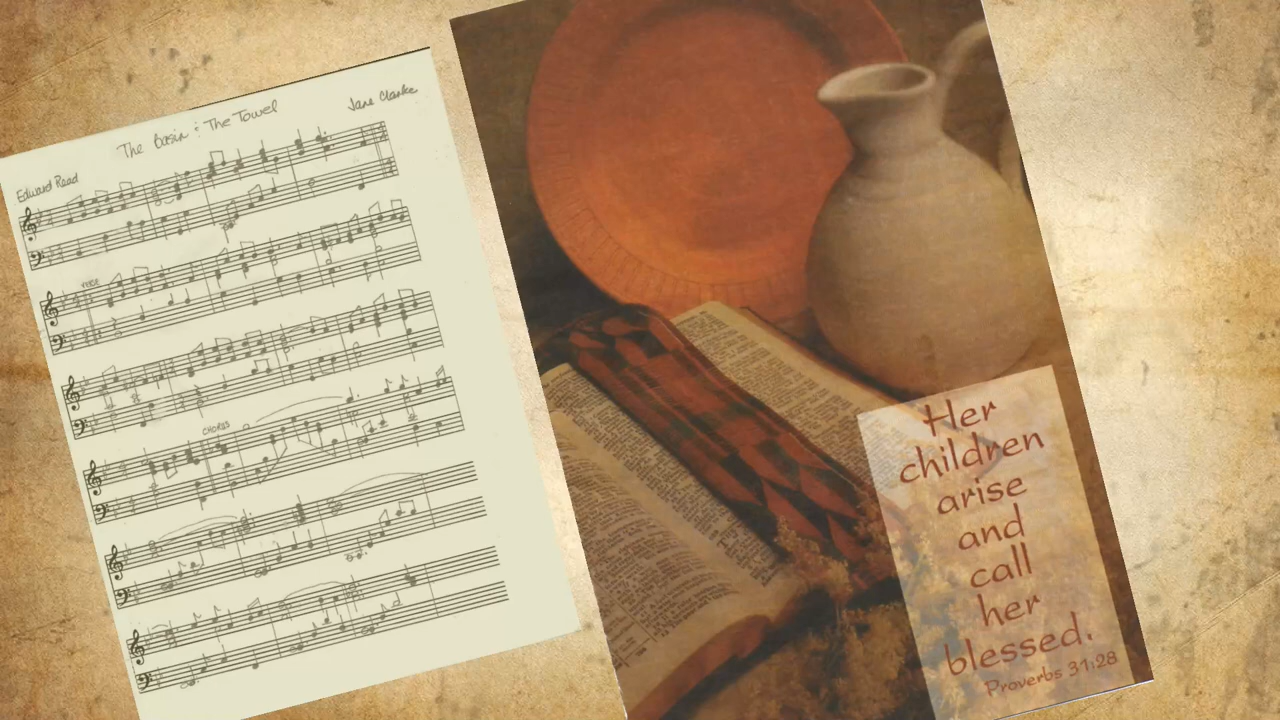 The Basin & The Towel
Jane Clarke
Edward Read
VERSE
CHORUS
Her
children
arise
and
call
her
blessed.
Proverbs 31:28